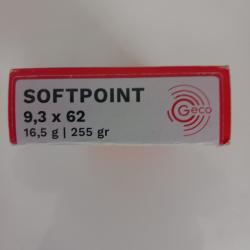 SOFTPOINT
9,3 x 62
16,5 g | 255 gr
Geco